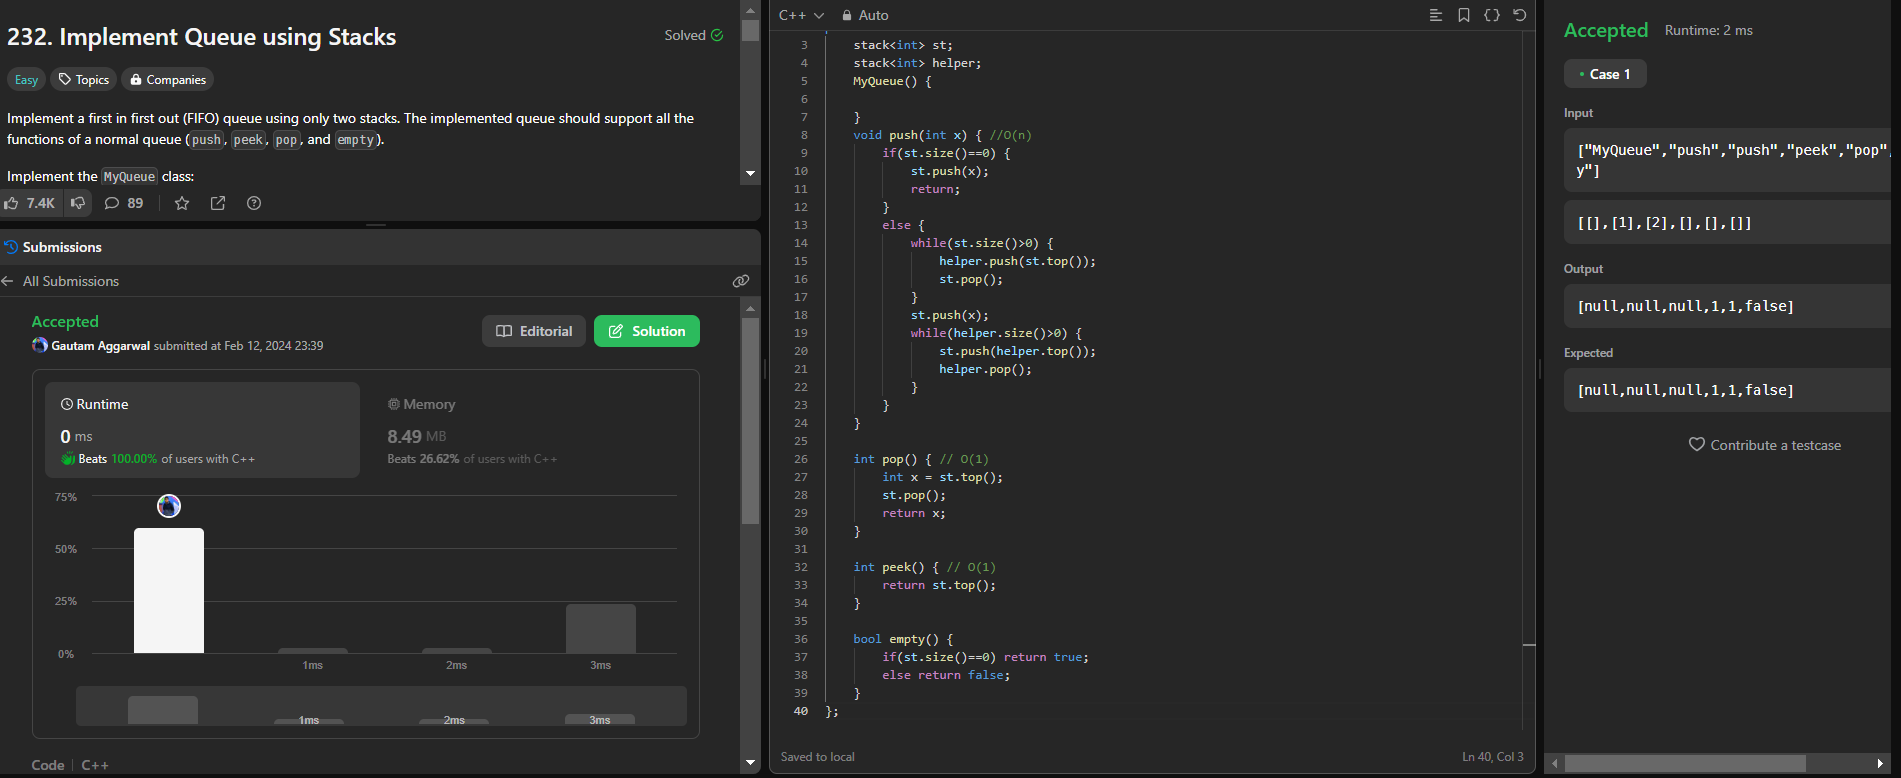 232. Implement Queue using Stacks
Solved
Easy Topics Companies
Implement a first in first out (FIFO) queue using only two stacks. The implemented queue should support all the
functions of a normal queue (push, peek, pop, and empty).
Implement the MyQueue class:
7.4K 89
Submissions
All Submissions
Accepted
Gautam Aggarwal submitted at Feb 12, 2024 23:39
Editorial
Solution
Runtime
0 ms
Beats 100.00% of users with C++
Memory
8.49 MB
Beats 26.62% of users with C++
75%
50%
25%
0%
1ms 2ms 3ms
1ms 2ms 3ms
Code | C++
C++ Auto
3 stack<int> st;
4 stack<int> helper;
5 MyQueue() {
6
7 }
8 void push(int x) { //O(n)
9 if(st.size()==0) {
10 st.push(x);
11 return;
12 }
13 else {
14 while(st.size()>0) {
15 helper.push(st.top());
16 st.pop();
17 }
18 st.push(x);
19 while(helper.size()>0) {
20 st.push(helper.top());
21 helper.pop();
22 }
23 }
24 }
25
26 int pop() { // O(1)
27 int x = st.top();
28 st.pop();
29 return x;
30 }
31
32 int peek() { // O(1)
33 return st.top();
34 }
35
36 bool empty() {
37 if(st.size()==0) return true;
38 else return false;
39 }
40 };
Saved to local
Ln 40, Col 3
Accepted Runtime: 2 ms
• Case 1
Input
["MyQueue","push","push","peek","pop",
y"]
[[],[1],[2],[],[],[]]
Output
[null,null,null,1,1,false]
Expected
[null,null,null,1,1,false]
Contribute a testcase